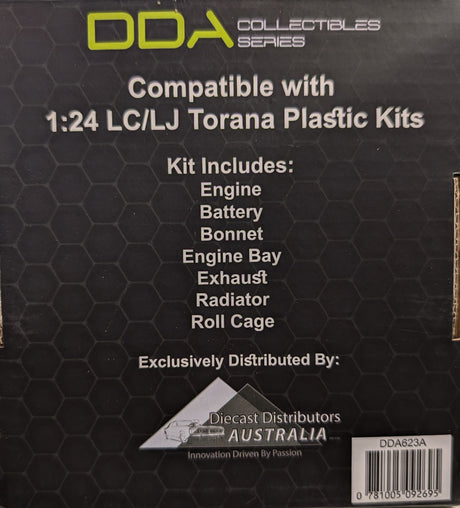 DDA COLLECTIBLES
SERIES
Compatible with
1:24 LC/LJ Torana Plastic Kits
Kit Includes:
Engine
Battery
Bonnet
Engine Bay
Exhaust
Radiator
Roll Cage
Exclusively Distributed By:
Diecast Distributors
AUSTRALIA
Innovation Driven By Passion
DDA623A
0 781005 092695